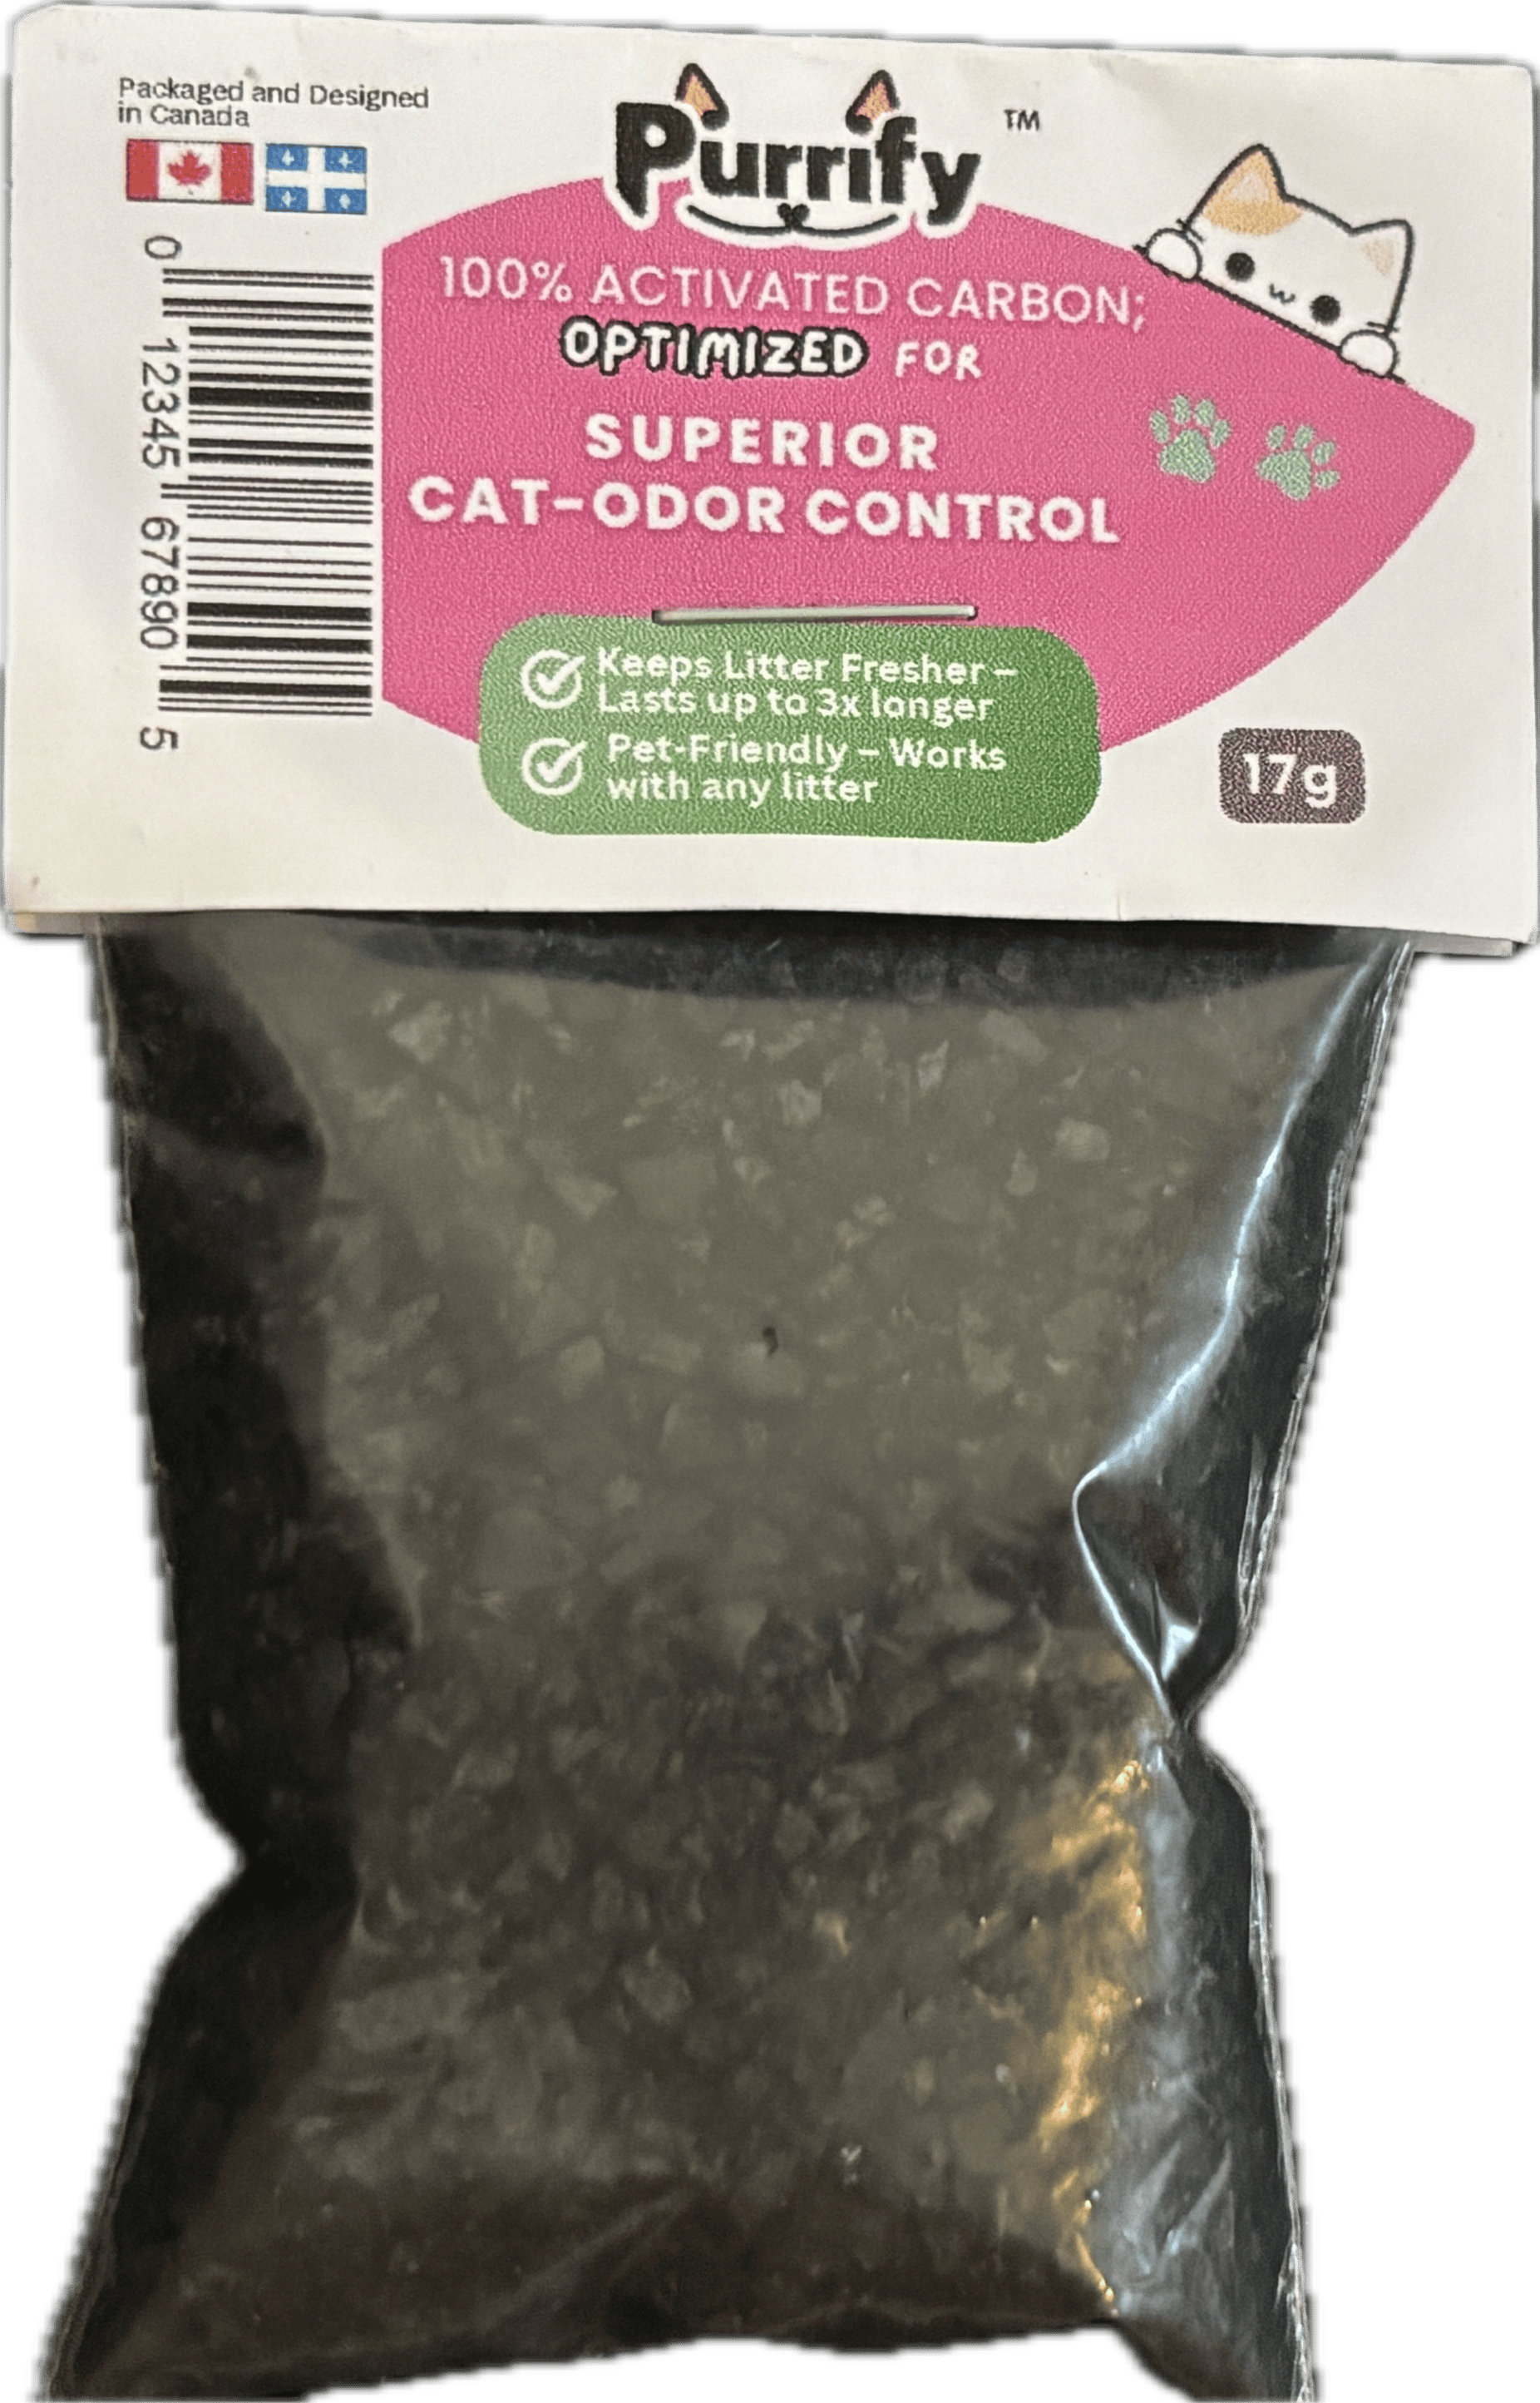 Packaged and Designed
in Canada
Purrify
TM
100% ACTIVATED CARBON;
OPTIMIZED FOR
SUPERIOR
CAT-ODOR CONTROL
Keeps Litter Fresher –
Lasts up to 3x longer
Pet-Friendly – Works
with any litter
17g
0 12345 67890 5